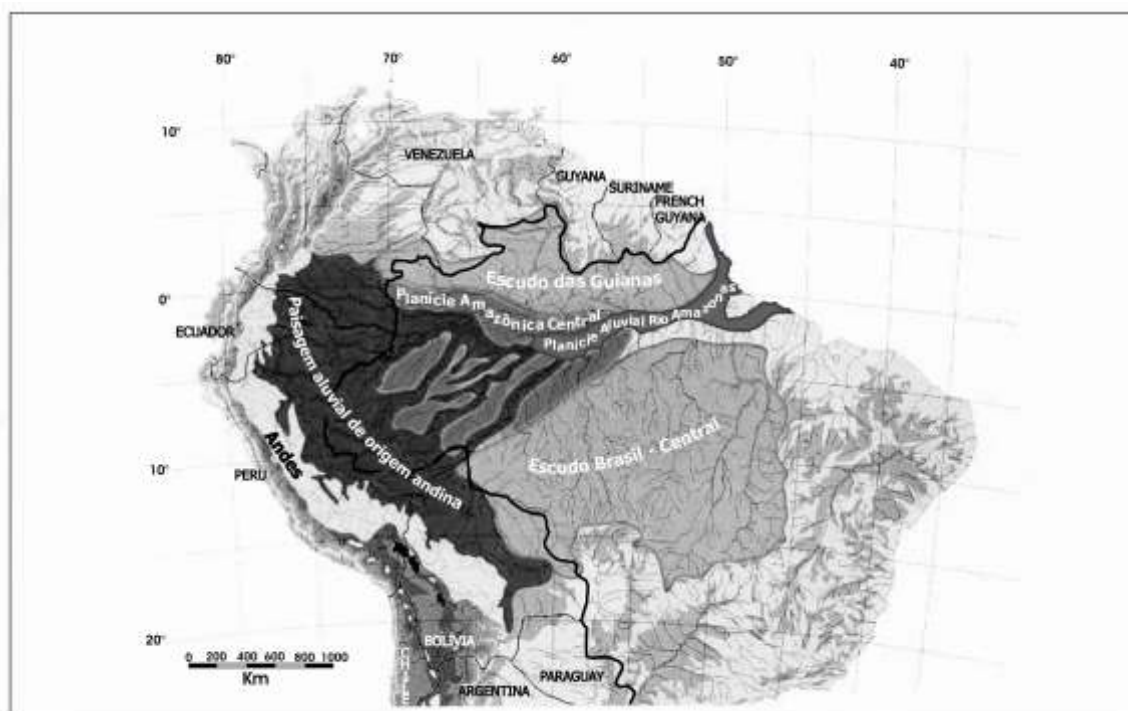 80° 70° 60° 50° 40°
10°
VENEZUELA
GUYANA
SURINAME
FRENCH
GUYANA
Escudo das Guianas
0°
Planície Amazônica Central
Planície Aluvial Rio Amazonas
ECUADOR
Paisagem aluvial de origem andina
Escudo Brasil - Central
Andes
PERU
10°
20°
BOLIVIA
0 200 400 600 800 1000
Km
PARAGUAY
ARGENTINA